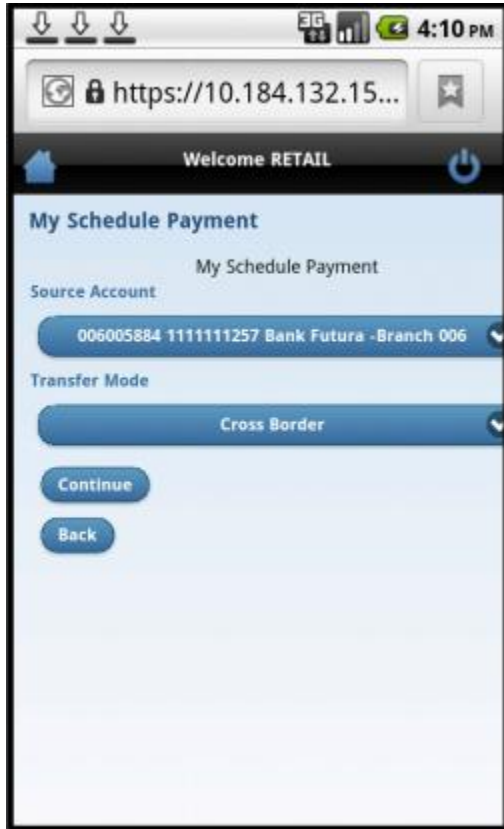 3G
4:10 PM
https://10.184.132.15...
Welcome RETAIL
My Schedule Payment
My Schedule Payment
Source Account
006005884 1111111257 Bank Futura -Branch 006
Transfer Mode
Cross Border
Continue
Back